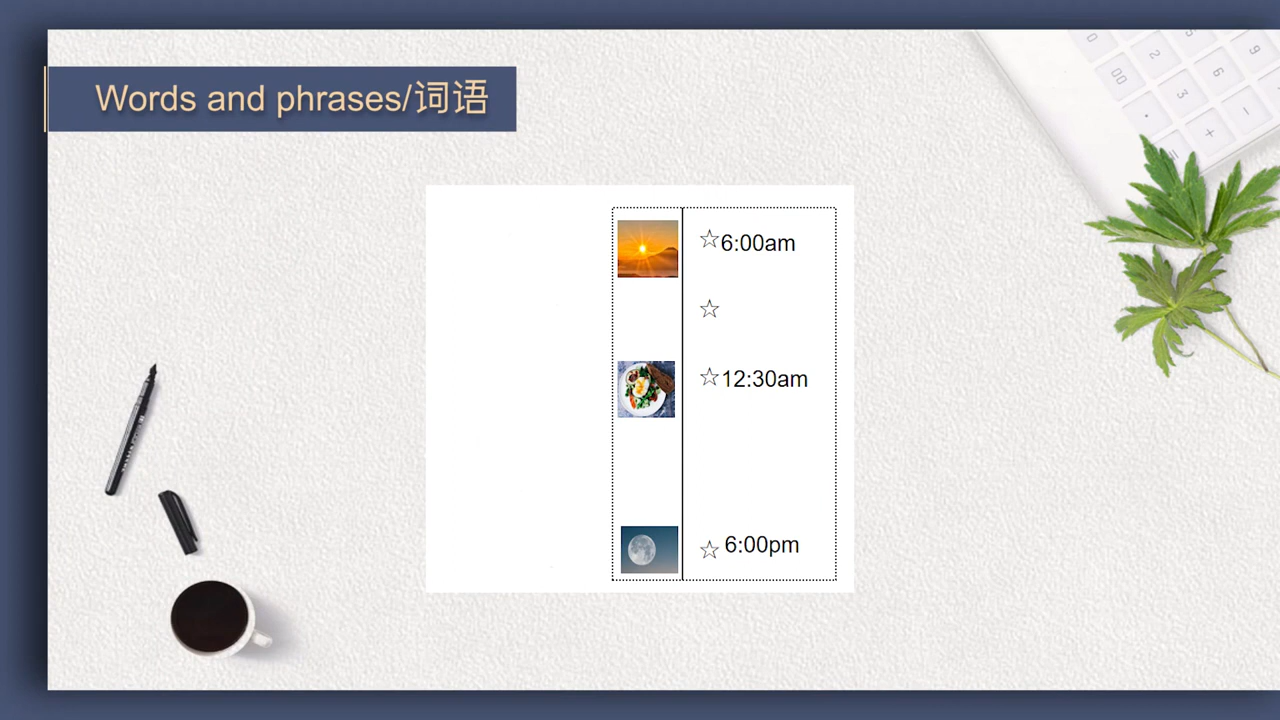 Words and phrases/词语
☆6:00am
☆
☆12:30am
☆ 6:00pm